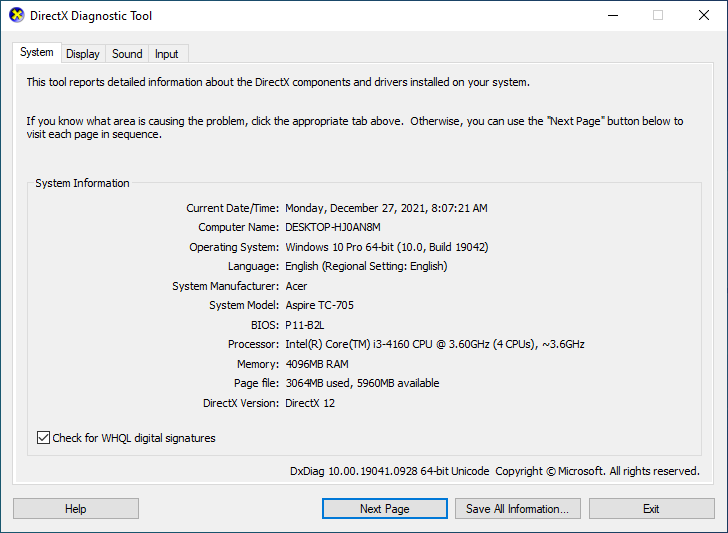 DirectX Diagnostic Tool
System Display Sound Input
This tool reports detailed information about the DirectX components and drivers installed on your system.
If you know what area is causing the problem, click the appropriate tab above.  Otherwise, you can use the "Next Page" button below to
visit each page in sequence.
System Information
Current Date/Time: Monday, December 27, 2021, 8:07:21 AM
Computer Name: DESKTOP-HJ0AN8M
Operating System: Windows 10 Pro 64-bit (10.0, Build 19042)
Language: English (Regional Setting: English)
System Manufacturer: Acer
System Model: Aspire TC-705
BIOS: P11-B2L
Processor: Intel(R) Core(TM) i3-4160 CPU @ 3.60GHz (4 CPUs), ~3.6GHz
Memory: 4096MB RAM
Page file: 3064MB used, 5960MB available
DirectX Version: DirectX 12
Check for WHQL digital signatures
DxDiag 10.00.19041.0928 64-bit Unicode  Copyright © Microsoft. All rights reserved.
Help Next Page Save All Information... Exit